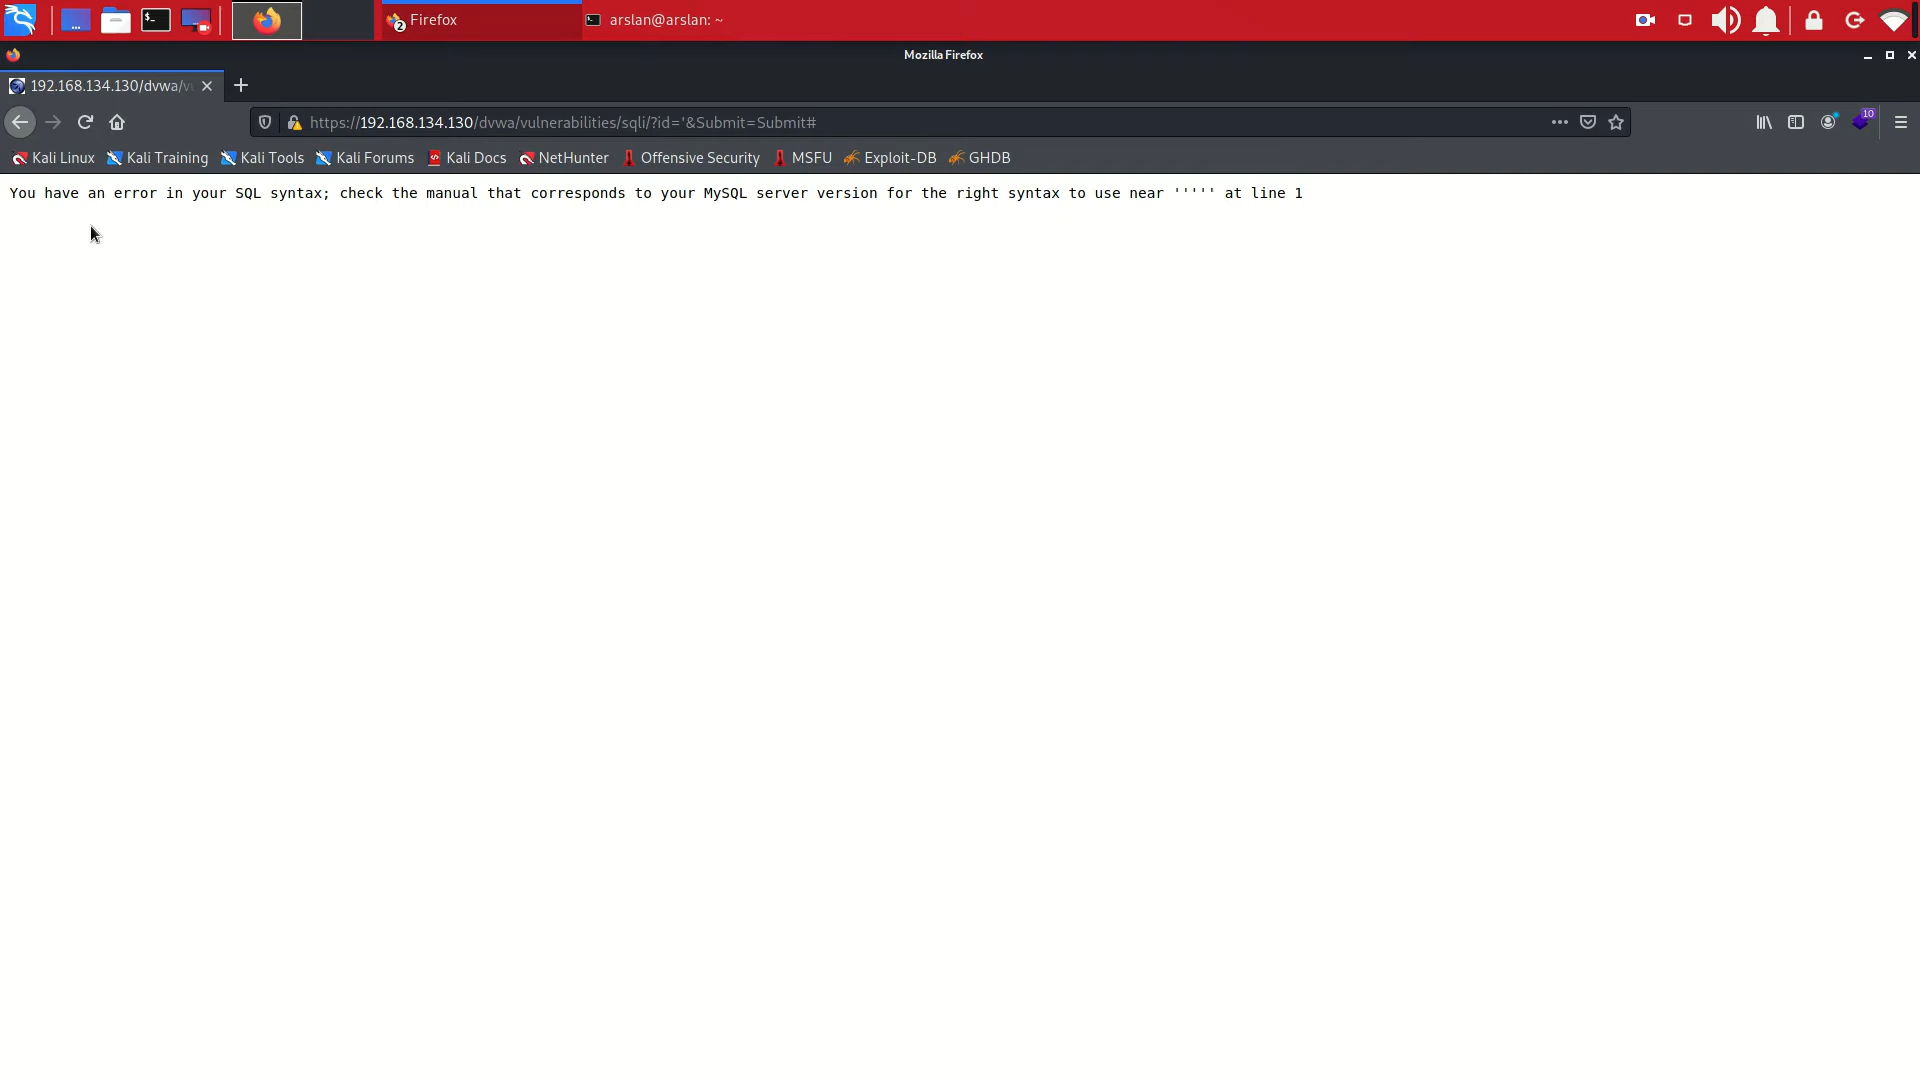 Firefox
2
arslan@arslan: ~
Mozilla Firefox
192.168.134.130/dvwa/vu
https://192.168.134.130/dvwa/vulnerabilities/sqli/?id='&Submit=Submit#
10
Kali Linux Kali Training Kali Tools Kali Forums Kali Docs NetHunter Offensive Security MSFU Exploit-DB GHDB
You have an error in your SQL syntax; check the manual that corresponds to your MySQL server version for the right syntax to use near ''''' at line 1